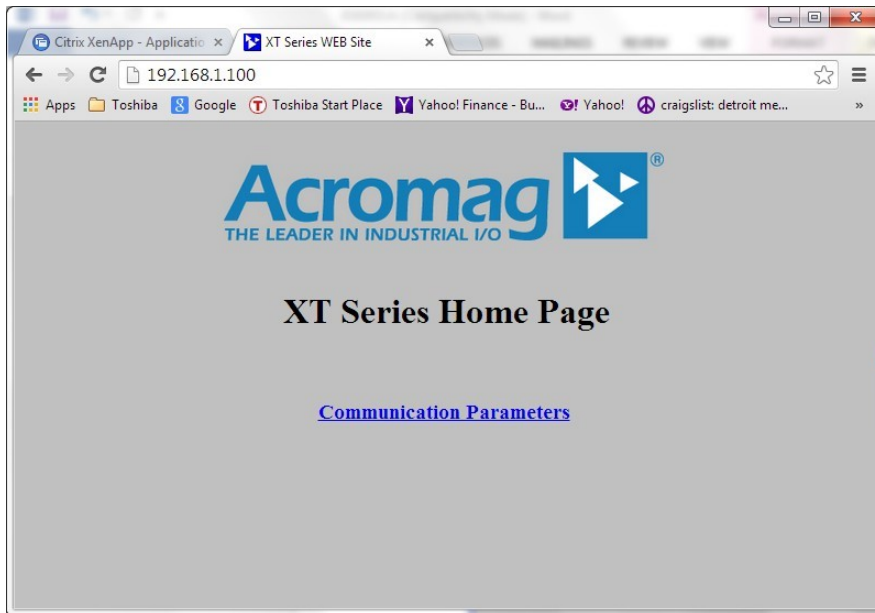 Citrix XenApp - Applicatio
XT Series WEB Site
192.168.1.100
Apps Toshiba Google Toshiba Start Place Yahoo! Finance - Bu... Yahoo! craigslist: detroit me... »
Acromag ®
THE LEADER IN INDUSTRIAL I/O
XT Series Home Page
Communication Parameters